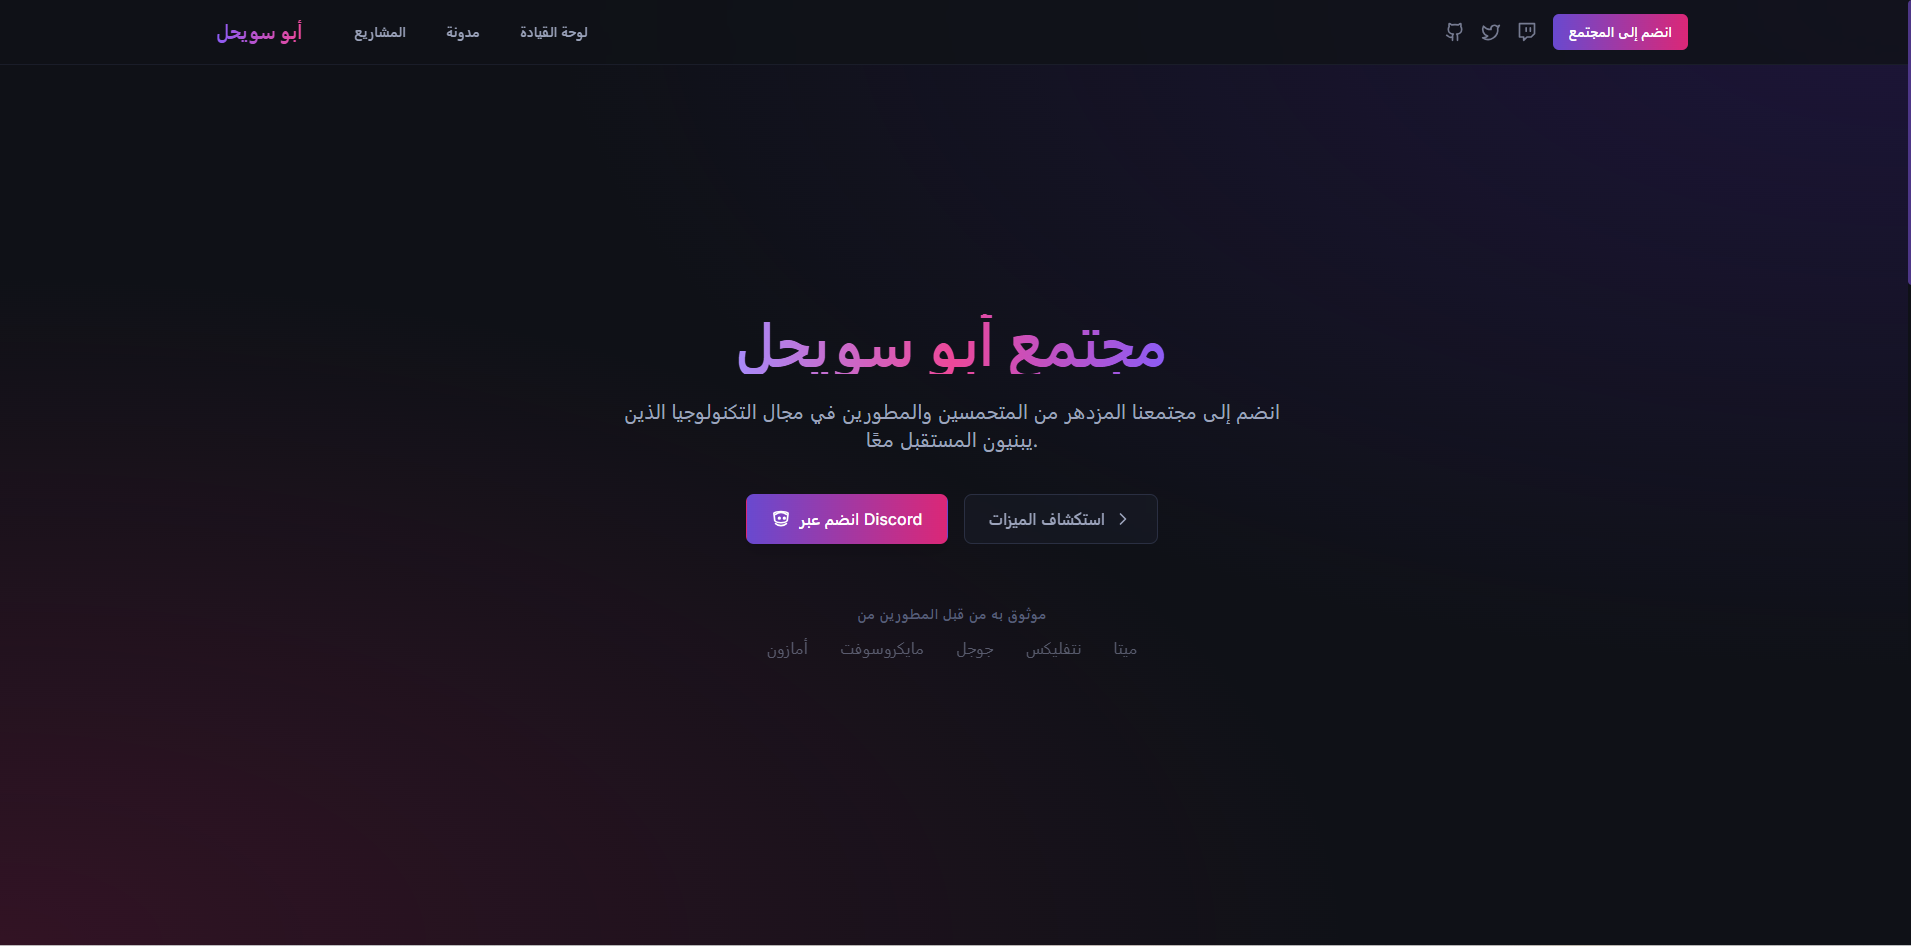 أبو سويحل
المشاريع
مدونة
لوحة القيادة
انضم إلى المجتمع
مجتمع أبو سويحل
انضم إلى مجتمعنا المزدهر من المتحمسين والمطورين في مجال التكنولوجيا الذين
يبنيون المستقبل معًا.
انضم عبر Discord
استكشاف الميزات
موثوق به من قبل المطورين من
ميتا نتفليكس جوجل مايكروسوفت أمازون